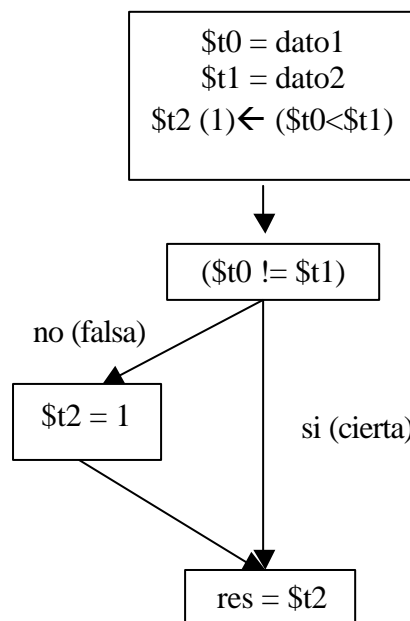 $t0 = dato1
$t1 = dato2
$t2 (1)← ($t0<$t1)
($t0 != $t1)
no (falsa)
$t2 = 1
si (cierta)
res = $t2